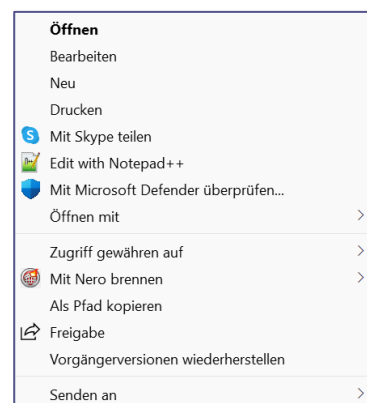 Öffnen
Bearbeiten
Neu
Drucken
Mit Skype teilen
Edit with Notepad++
Mit Microsoft Defender überprüfen...
Öffnen mit
Zugriff gewähren auf
Mit Nero brennen
Als Pfad kopieren
Freigabe
Vorgängerversionen wiederherstellen
Senden an